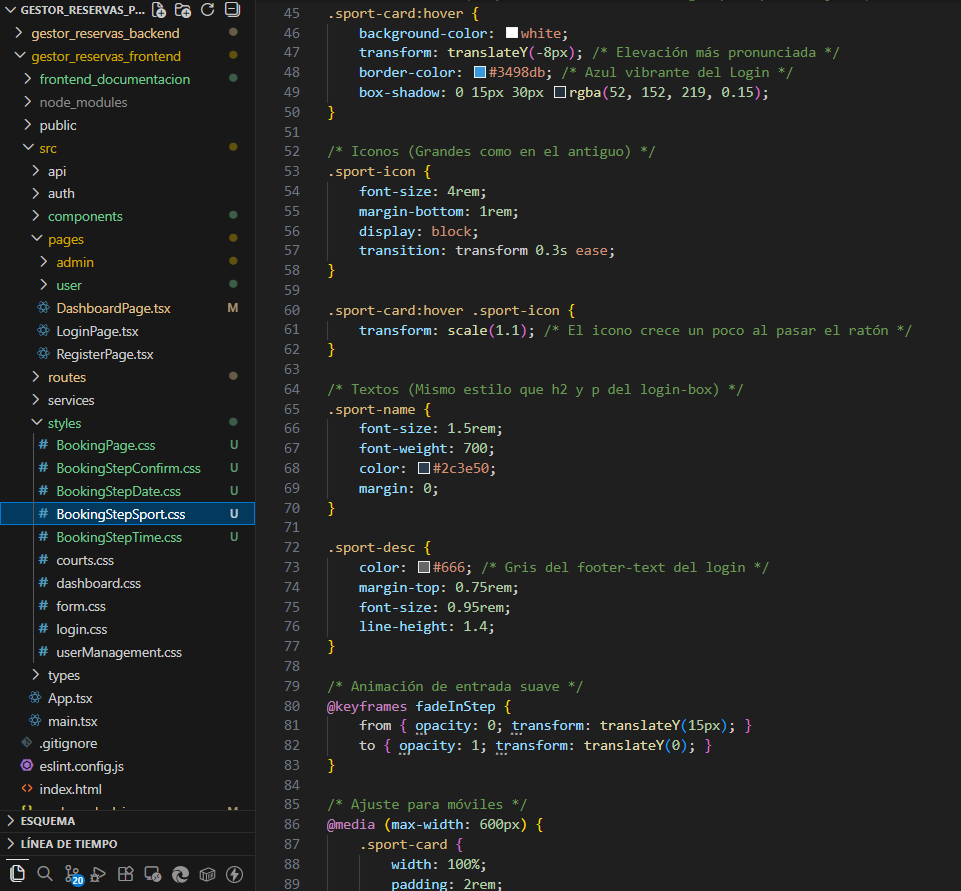 GESTOR_RESERVAS_P...
gestor_reservas_backend
gestor_reservas_frontend
frontend_documentacion
node_modules
public
src
api
auth
components
pages
admin
user
DashboardPage.tsx M
LoginPage.tsx
RegisterPage.tsx
routes
services
styles
# BookingPage.css U
# BookingStepConfirm.css U
# BookingStepDate.css U
# BookingStepSport.css U
# BookingStepTime.css U
# courts.css
# dashboard.css
# form.css
# login.css
# userManagement.css
types
App.tsx
main.tsx
.gitignore
eslint.config.js
<> index.html
ESQUEMA
LÍNEA DE TIEMPO
20
45 .sport-card:hover {
46 background-color: white;
47 transform: translateY(-8px); /* Elevación más pronunciada */
48 border-color: #3498db; /* Azul vibrante del Login */
49 box-shadow: 0 15px 30px rgba(52, 152, 219, 0.15);
50 }
51
52 /* Iconos (Grandes como en el antiguo) */
53 .sport-icon {
54 font-size: 4rem;
55 margin-bottom: 1rem;
56 display: block;
57 transition: transform 0.3s ease;
58 }
59
60 .sport-card:hover .sport-icon {
61 transform: scale(1.1); /* El icono crece un poco al pasar el ratón */
62 }
63
64 /* Textos (Mismo estilo que h2 y p del login-box) */
65 .sport-name {
66 font-size: 1.5rem;
67 font-weight: 700;
68 color: #2c3e50;
69 margin: 0;
70 }
71
72 .sport-desc {
73 color: #666; /* Gris del footer-text del login */
74 margin-top: 0.75rem;
75 font-size: 0.95rem;
76 line-height: 1.4;
77 }
78
79 /* Animación de entrada suave */
80 @keyframes fadeInStep {
81 from { opacity: 0; transform: translateY(15px); }
82 to { opacity: 1; transform: translateY(0); }
83 }
84
85 /* Ajuste para móviles */
86 @media (max-width: 600px) {
87 .sport-card {
88 width: 100%;
89 padding: 2rem;